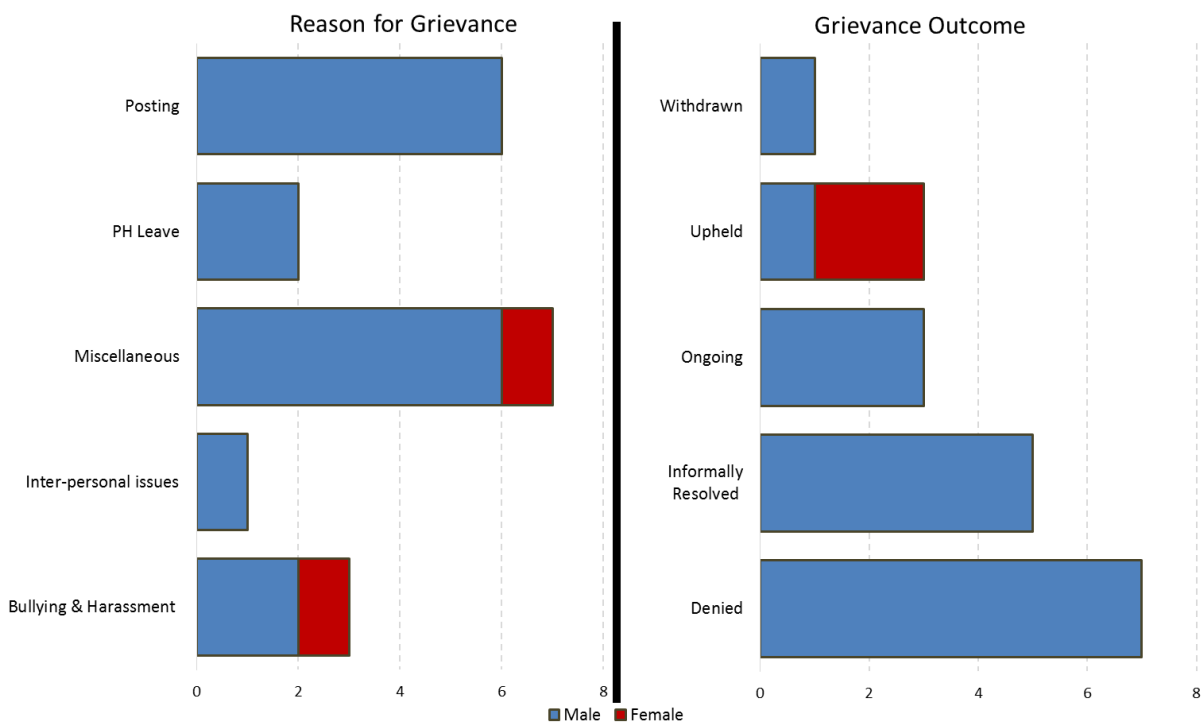 Reason for Grievance
Posting
PH Leave
Miscellaneous
Inter-personal issues
Bullying & Harassment
0 2 4 6 8
Grievance Outcome
Withdrawn
Upheld
Ongoing
Informally
Resolved
Denied
0 2 4 6 8
Male Female